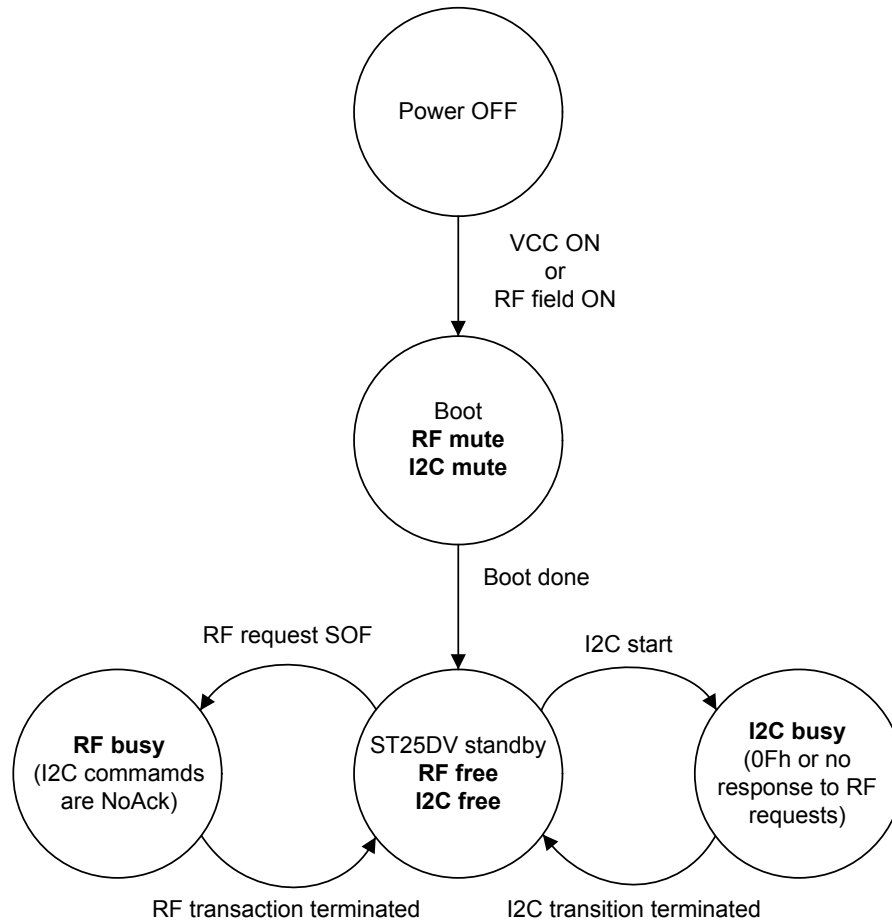 Power OFF
VCC ON
or
RF field ON
Boot
RF mute
I2C mute
Boot done
RF request SOF
I2C start
RF busy
(I2C commamds
are NoAck)
ST25DV standby
RF free
I2C free
I2C busy
(0Fh or no
response to RF
requests)
RF transaction terminated
I2C transition terminated